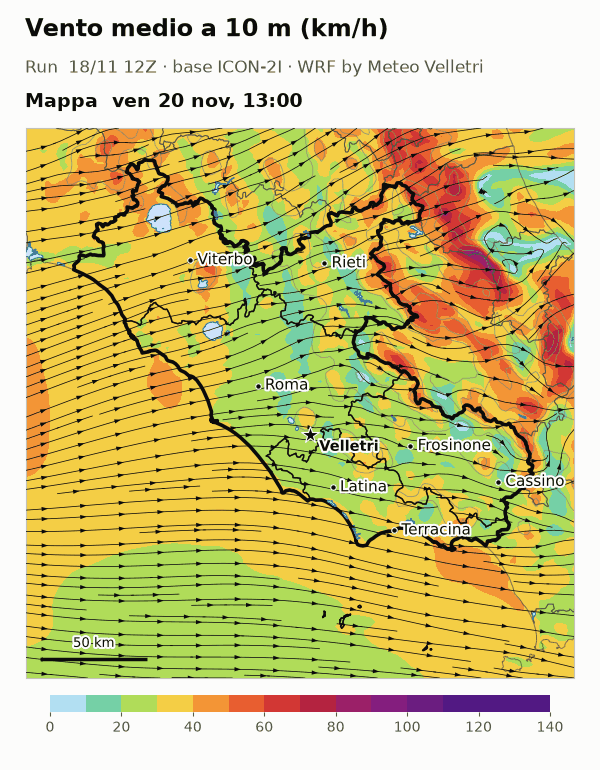 Vento medio a 10 m (km/h)
Run  18/11 12Z · base ICON-2I · WRF by Meteo Velletri
Mappa  ven 20 nov, 13:00
Viterbo
Rieti
Roma
Velletri
Frosinone
Latina
Cassino
Terracina
50 km
0 20 40 60 80 100 120 140